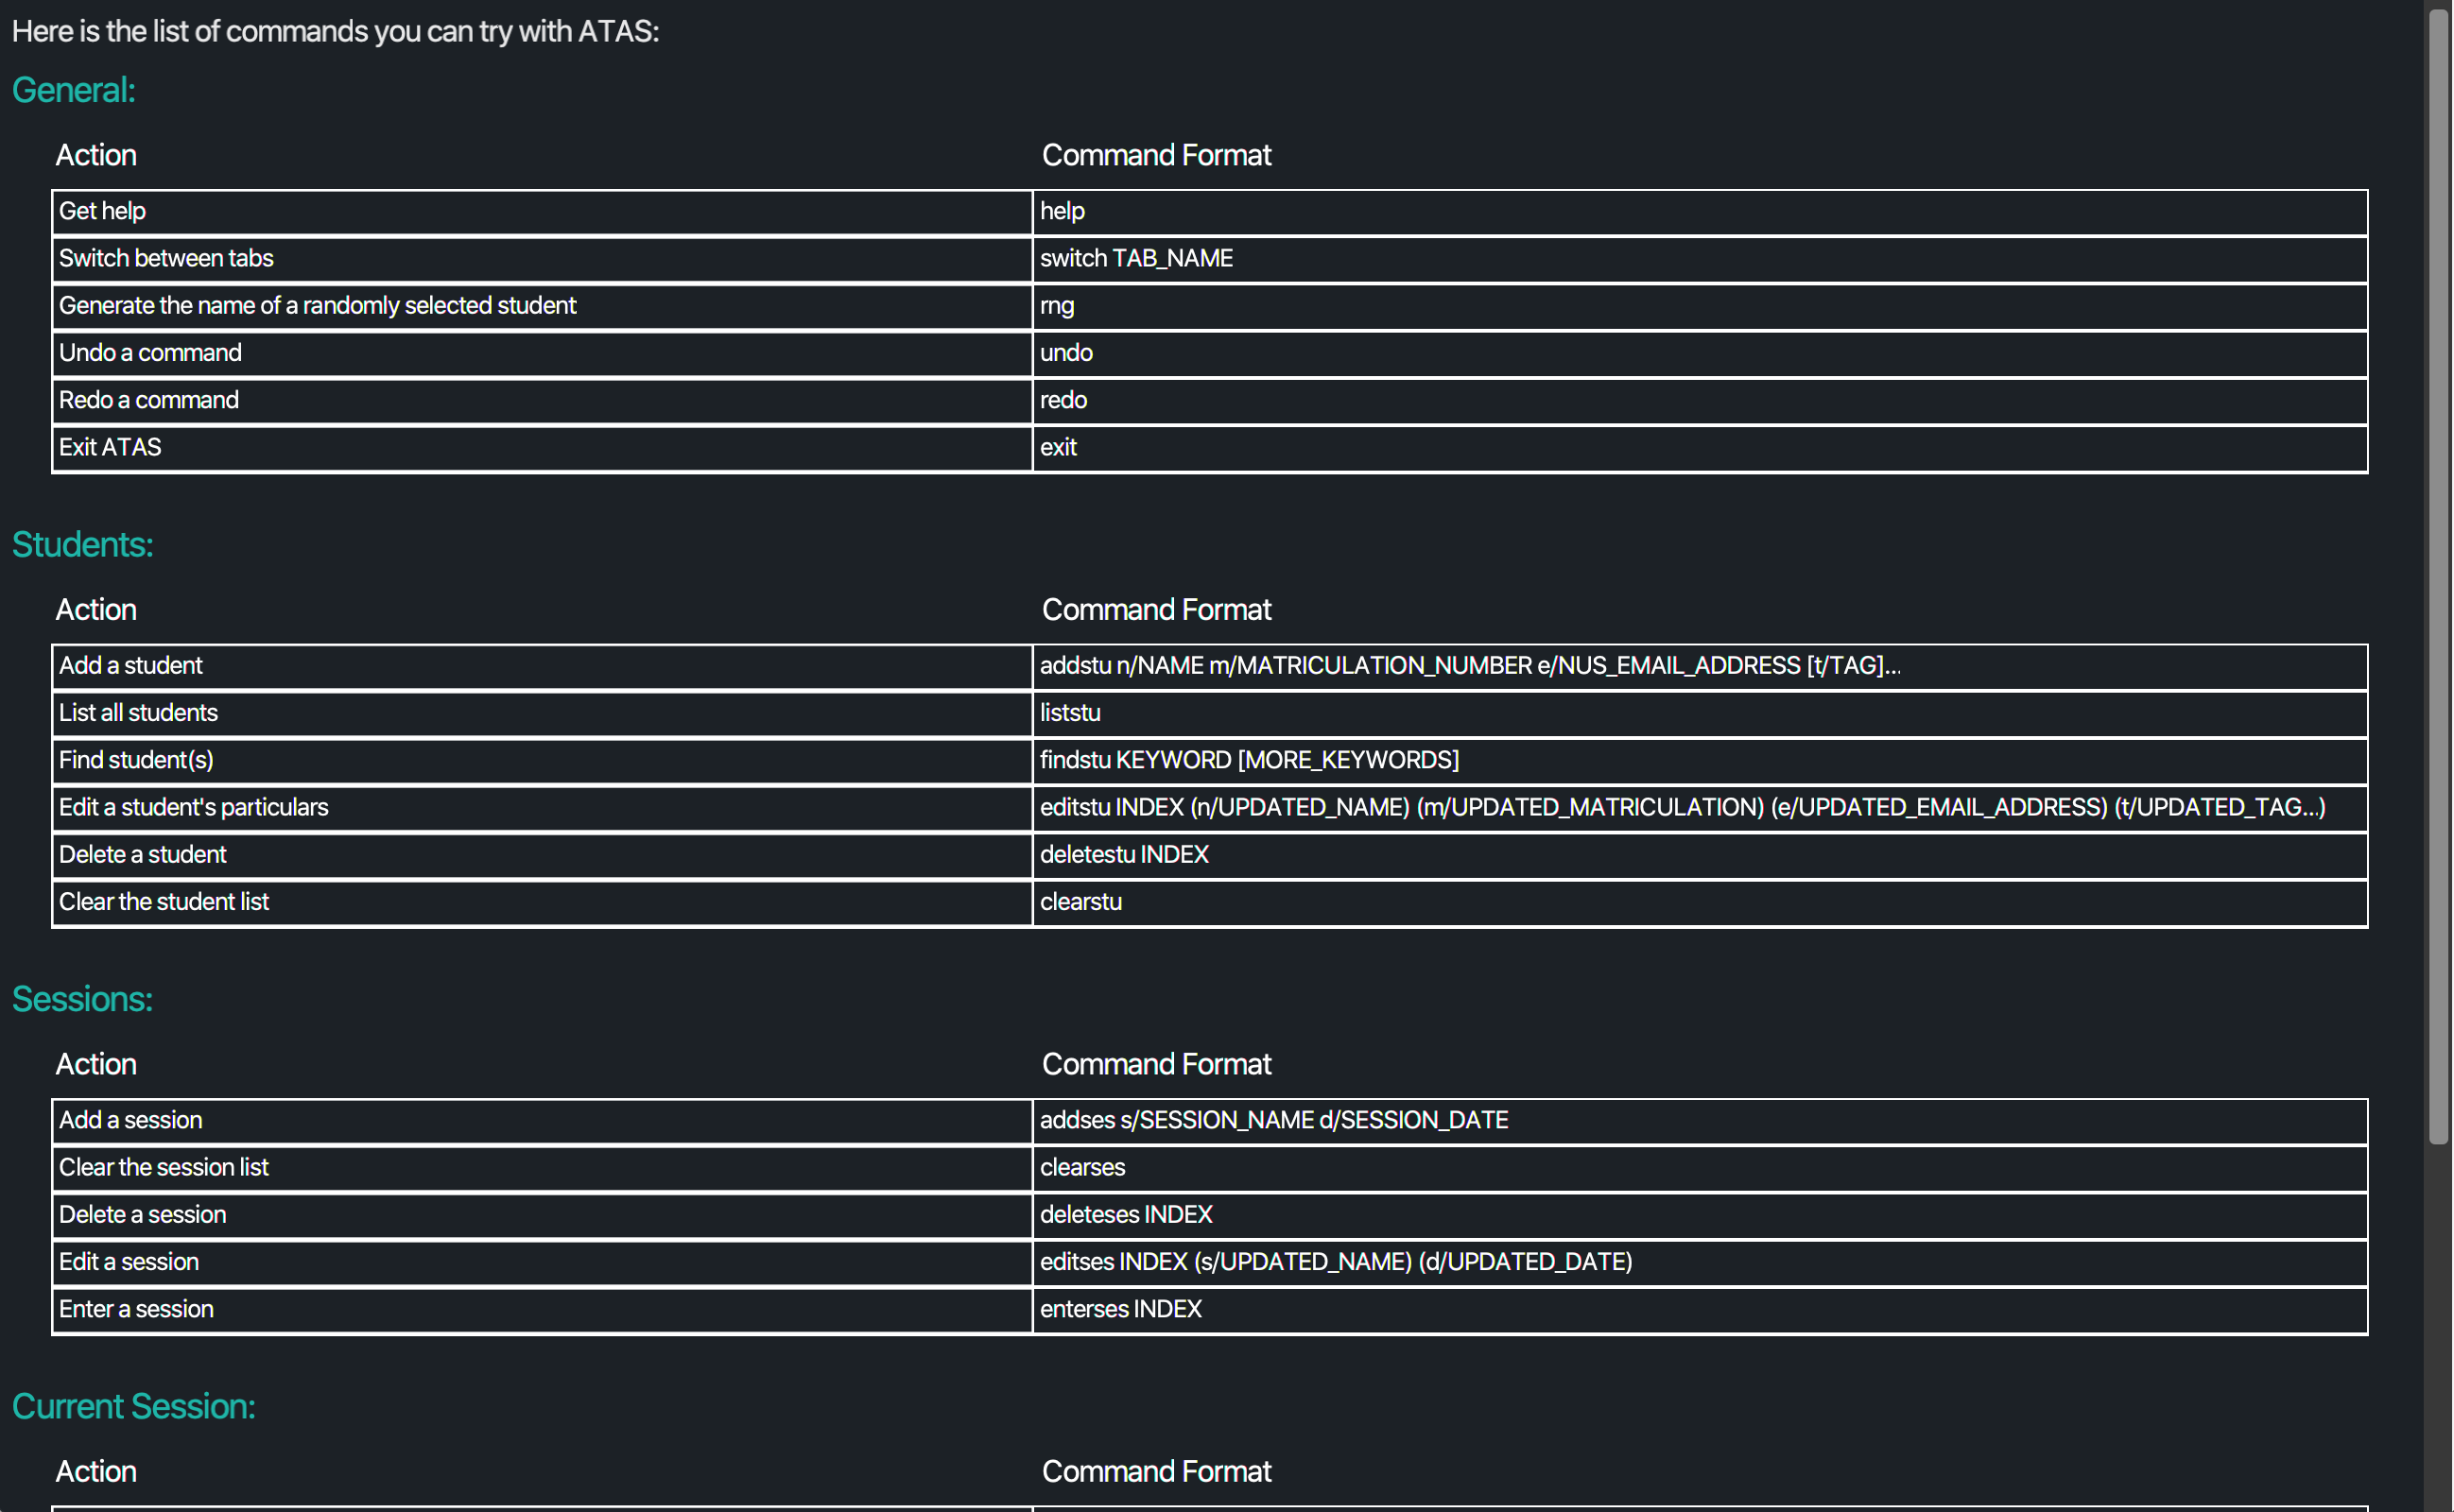 Here is the list of commands you can try with ATAS:
General:
Action Command Format
Get help help
Switch between tabs switch TAB_NAME
Generate the name of a randomly selected student rng
Undo a command undo
Redo a command redo
Exit ATAS exit
Students:
Action Command Format
Add a student addstu n/NAME m/MATRICULATION_NUMBER e/NUS_EMAIL_ADDRESS [t/TAG]...
List all students liststu
Find student(s) findstu KEYWORD [MORE_KEYWORDS]
Edit a student's particulars editstu INDEX (n/UPDATED_NAME) (m/UPDATED_MATRICULATION) (e/UPDATED_EMAIL_ADDRESS) (t/UPDATED_TAG...)
Delete a student deletestu INDEX
Clear the student list clearstu
Sessions:
Action Command Format
Add a session addses s/SESSION_NAME d/SESSION_DATE
Clear the session list clearses
Delete a session deleteses INDEX
Edit a session editses INDEX (s/UPDATED_NAME) (d/UPDATED_DATE)
Enter a session enterses INDEX
Current Session:
Action Command Format